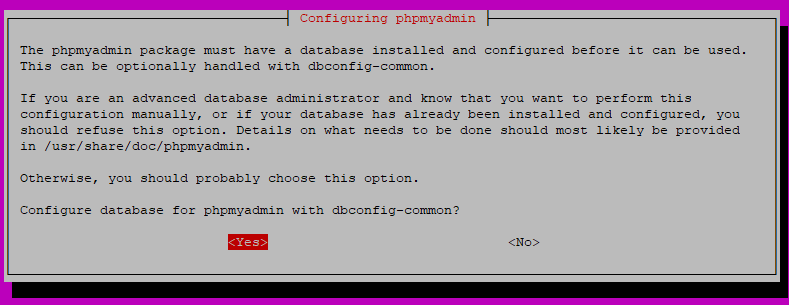 Configuring phpmyadmin
The phpmyadmin package must have a database installed and configured before it can be used.
This can be optionally handled with dbconfig-common.
If you are an advanced database administrator and know that you want to perform this
configuration manually, or if your database has already been installed and configured, you
should refuse this option. Details on what needs to be done should most likely be provided
in /usr/share/doc/phpmyadmin.
Otherwise, you should probably choose this option.
Configure database for phpmyadmin with dbconfig-common?
<Yes> <No>